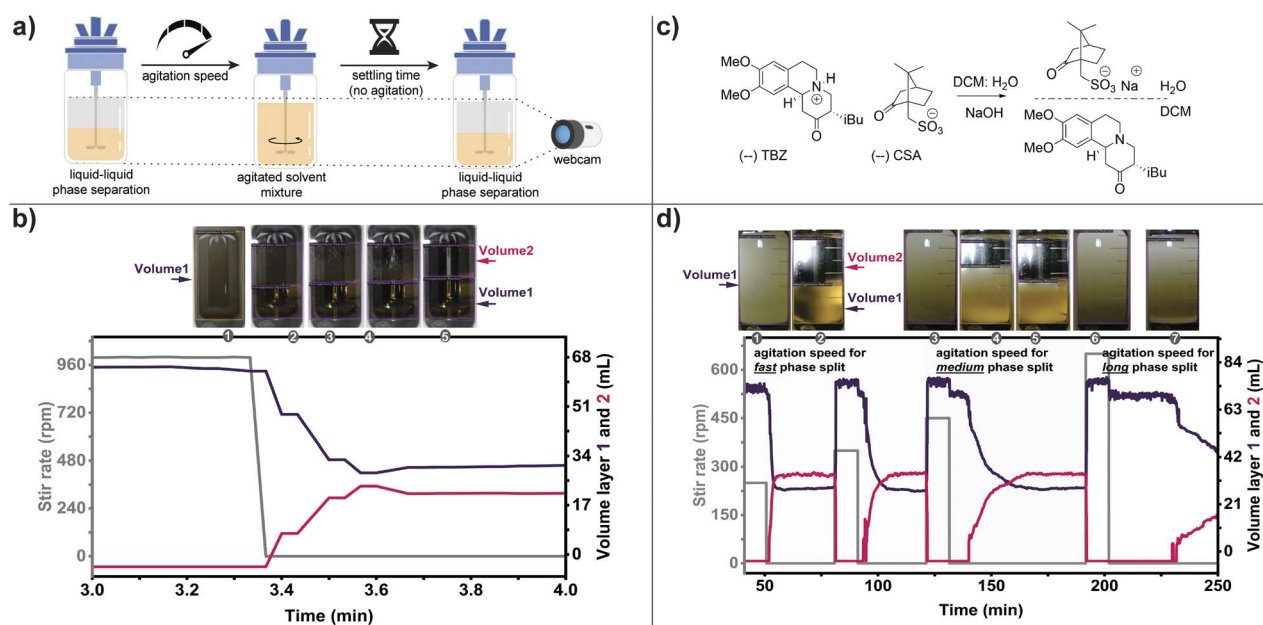 a)
agitation speed
settling time
(no agitation)
webcam
liquid-liquid
phase separation
agitated solvent
mixture
liquid-liquid
phase separation
b)
Volume1
Volume2
Volume1
1
2
3
4
5
Stir rate (rpm)
960
720
480
240
0
68
51
34
17
0
Volume layer 1 and 2 (mL)
3.0
3.2
3.4
3.6
3.8
4.0
Time (min)
c)
MeO
MeO
N
H
H
O
iBu
(--) TBZ
O
SO3
(--) CSA
DCM: H2O
NaOH
O
SO3
Na
H2O
DCM
MeO
MeO
N
H
O
iBu
d)
Volume1
Volume2
Volume1
1
2
3
4
5
6
7
agitation speed for
fast phase split
agitation speed for
medium phase split
agitation speed for
long phase split
Stir rate (rpm)
600
450
300
150
0
84
63
42
21
0
Volume layer 1 and 2 (mL)
50
100
150
200
250
Time (min)